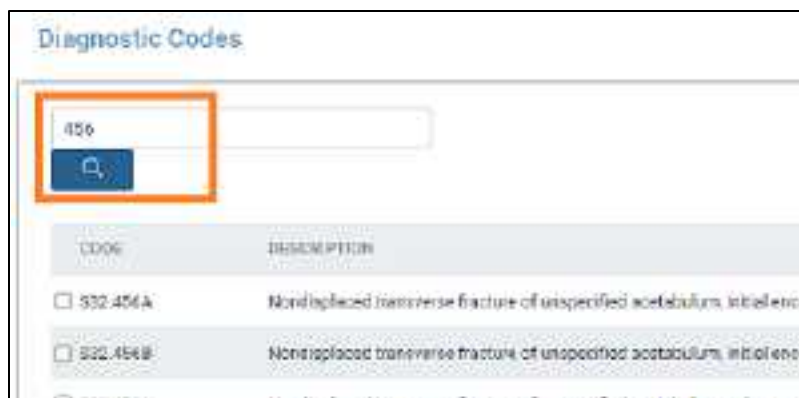 Diagnostic Codes
456
CODE DESCRIPTION
S32.456A Nondisplaced transverse fracture of unspecified acetabulum, initial enc
S32.456B Nondisplaced transverse fracture of unspecified acetabulum, initial enc